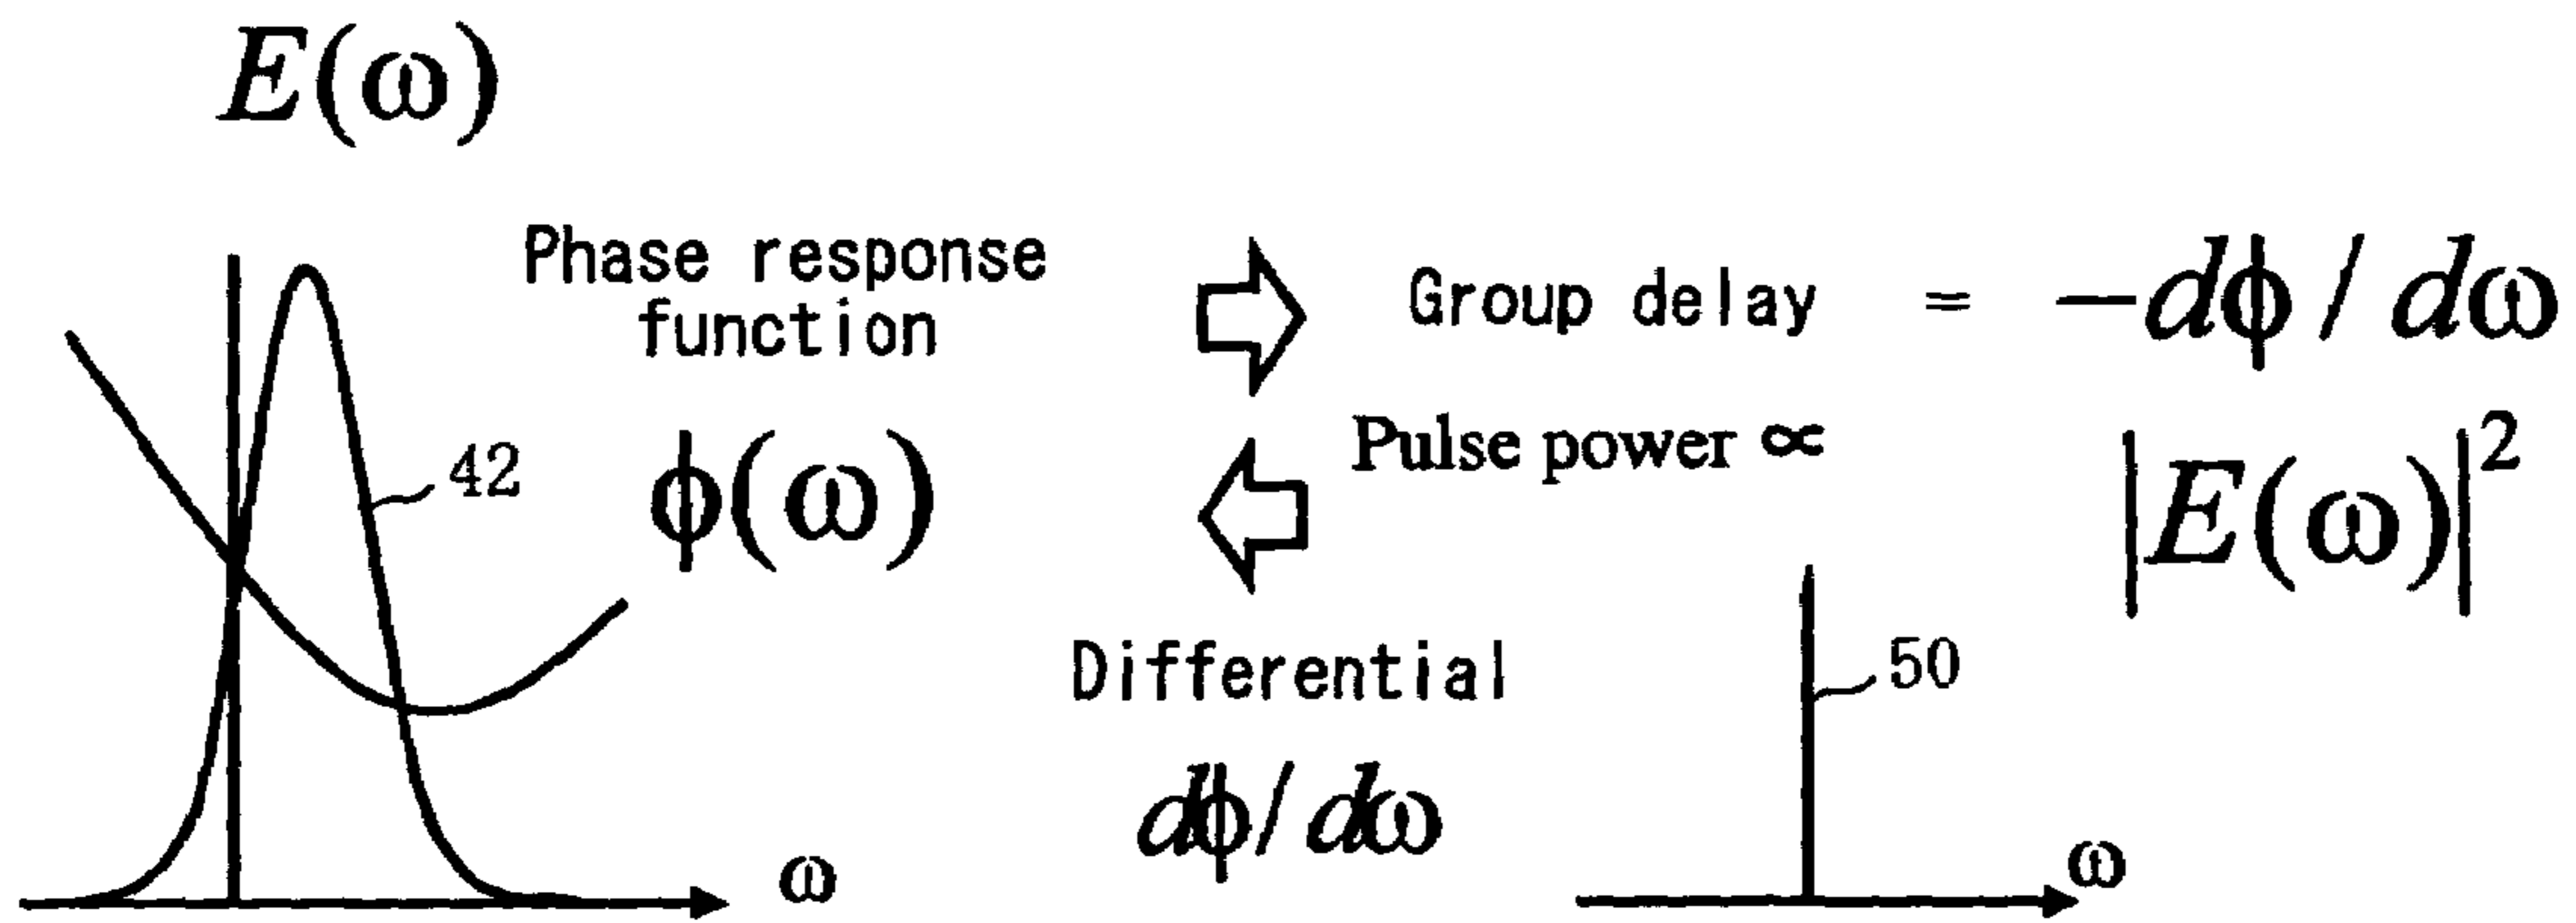 E(ω)
Phase response
function
ϕ(ω)
42
ω
Group delay = −dϕ / dω
Pulse power ∝ |E(ω)|²
Differential
dϕ/dω
50
ω